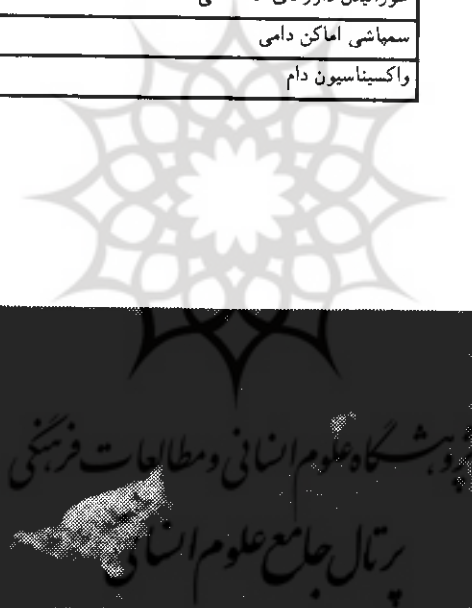 سمپاشی اماکن دامی
واکسیناسیون دام
پژوهشگاه علوم انسانی و مطالعات فرهنگی
پرتال جامع علوم انسانی